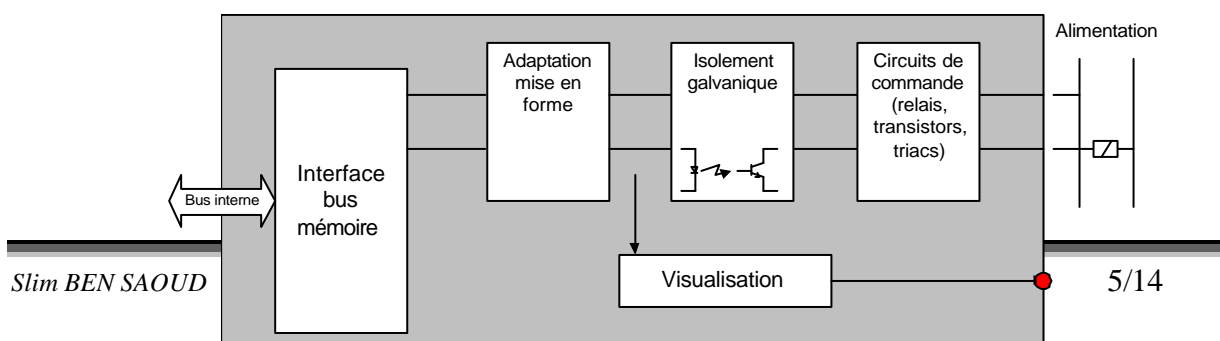 Alimentation
Adaptation
mise en
forme
Isolement
galvanique
Circuits de
commande
(relais,
transistors,
triacs)
Interface
bus
mémoire
Bus interne
Visualisation
Slim BEN SAOUD
5/14